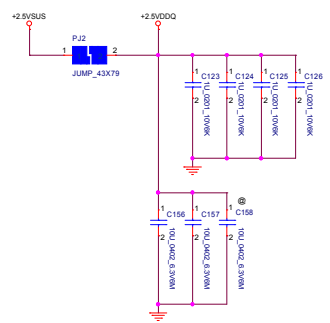 +2.5VSUS
+2.5VDDQ
PJ2
1
2
JUMP_43X79
1
C123
2
1U_0201_10V6K
1
C124
2
1U_0201_10V6K
1
C125
2
1U_0201_10V6K
1
C126
2
1U_0201_10V6K
1
C156
2
10U_0402_6.3V6M
1
C157
2
10U_0402_6.3V6M
@
1
C158
2
10U_0402_6.3V6M